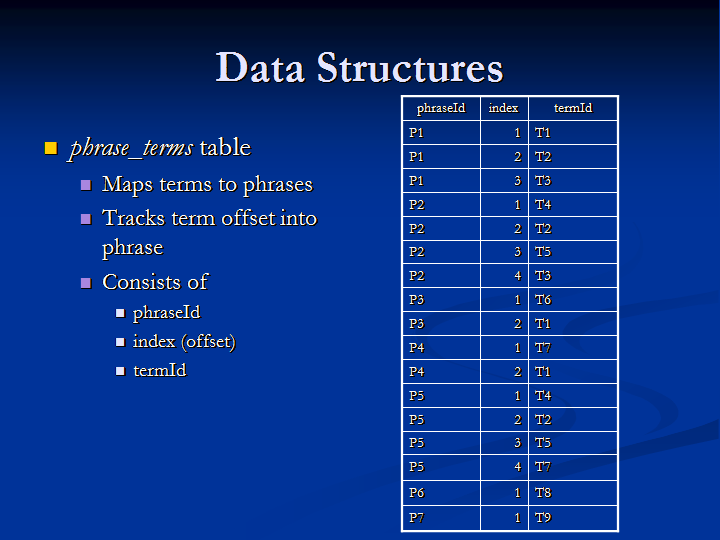 Data Structures
phrase_terms table
Maps terms to phrases
Tracks term offset into
phrase
Consists of
phraseId
index (offset)
termId
phraseId index termId
P1 1 T1
P1 2 T2
P1 3 T3
P2 1 T4
P2 2 T2
P2 3 T5
P2 4 T3
P3 1 T6
P3 2 T1
P4 1 T7
P4 2 T1
P5 1 T4
P5 2 T2
P5 3 T5
P5 4 T7
P6 1 T8
P7 1 T9